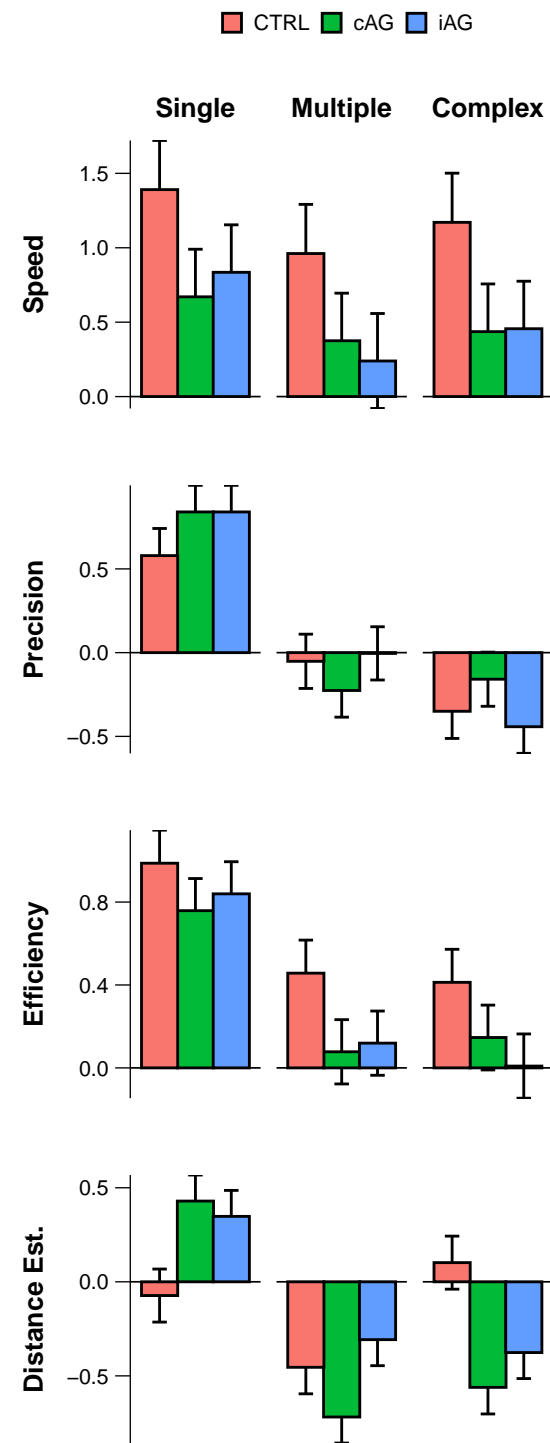 CTRL cAG iAG
Single Multiple Complex
Speed
1.5
1.0
0.5
0.0
Precision
0.5
0.0
−0.5
Efficiency
0.8
0.4
0.0
Distance Est.
0.5
0.0
−0.5